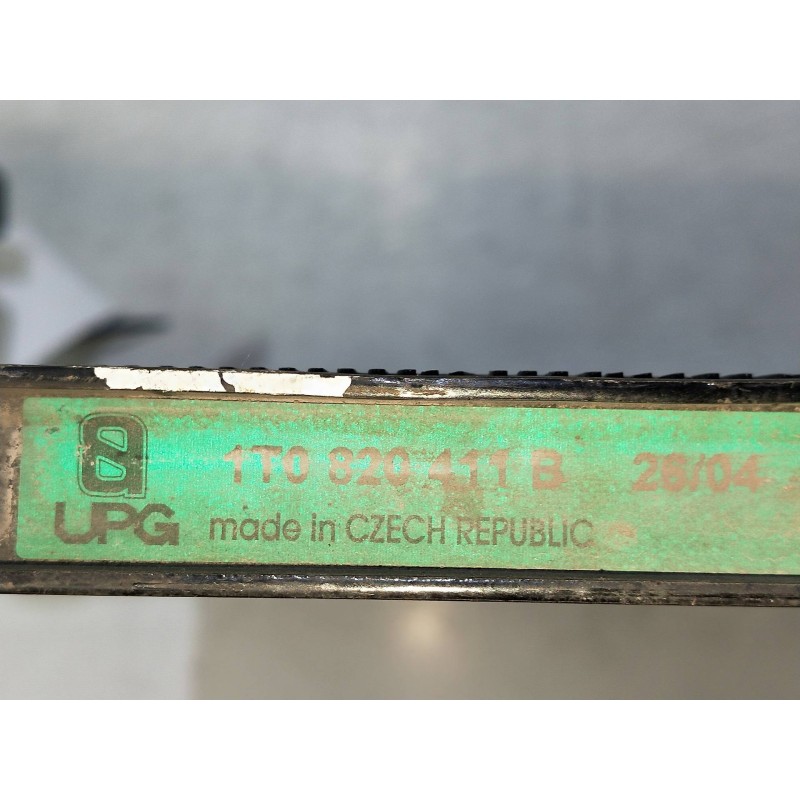 1T0 820 411 B 26/04
UPG made in CZECH REPUBLIC